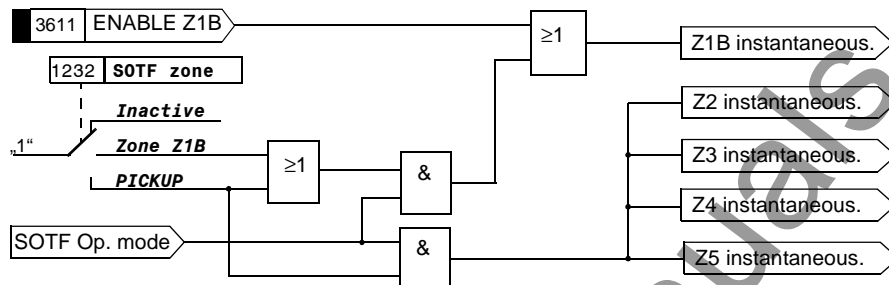 3611 ENABLE Z1B
≥1
Z1B instantaneous.
1232 SOTF zone
Inactive
„1“
Zone Z1B
PICKUP
≥1
&
Z2 instantaneous.
Z3 instantaneous.
Z4 instantaneous.
SOTF Op. mode
&
Z5 instantaneous.